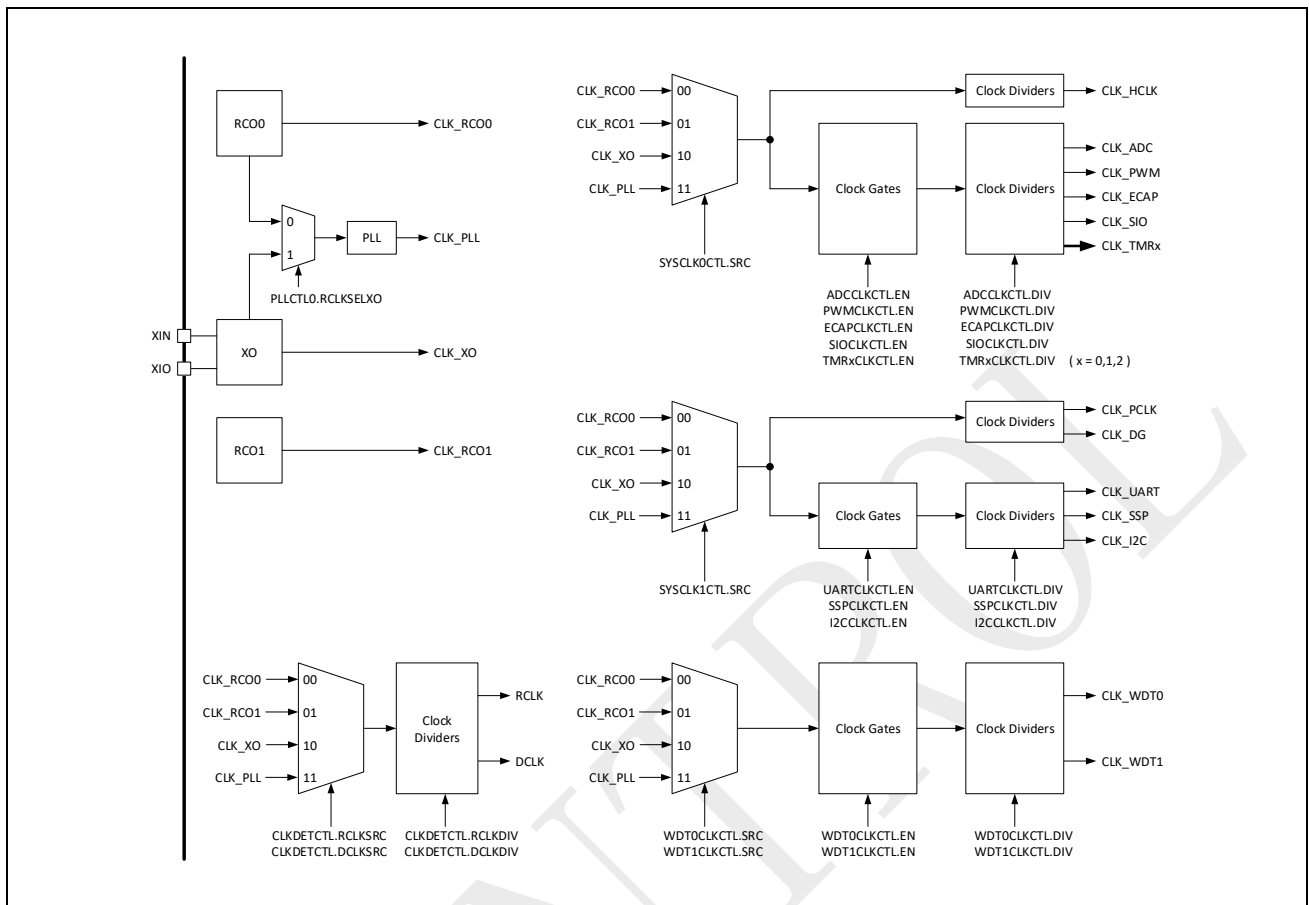 RCO0
CLK_RCO0
0
1
PLL
CLK_PLL
PLLCTL0.RCLKSELXO
XIN
XIO
XO
CLK_XO
RCO1
CLK_RCO1
CLK_RCO0
CLK_RCO1
CLK_XO
CLK_PLL
00
01
10
11
SYSCLK0CTL.SRC
Clock Dividers
CLK_HCLK
Clock Gates
Clock Dividers
CLK_ADC
CLK_PWM
CLK_ECAP
CLK_SIO
CLK_TMRx
ADCCLKCTL.EN
PWMCLKCTL.EN
ECAPCLKCTL.EN
SIOCLKCTL.EN
TMRxCLKCTL.EN
ADCCLKCTL.DIV
PWMCLKCTL.DIV
ECAPCLKCTL.DIV
SIOCLKCTL.DIV
TMRxCLKCTL.DIV ( x = 0,1,2 )
CLK_RCO0
CLK_RCO1
CLK_XO
CLK_PLL
00
01
10
11
SYSCLK1CTL.SRC
Clock Dividers
CLK_PCLK
CLK_DG
Clock Gates
Clock Dividers
CLK_UART
CLK_SSP
CLK_I2C
UARTCLKCTL.EN
SSPCLKCTL.EN
I2CCLKCTL.EN
UARTCLKCTL.DIV
SSPCLKCTL.DIV
I2CCLKCTL.DIV
CLK_RCO0
CLK_RCO1
CLK_XO
CLK_PLL
00
01
10
11
Clock
Dividers
RCLK
DCLK
CLKDETCTL.RCLKSRC
CLKDETCTL.DCLKSRC
CLKDETCTL.RCLKDIV
CLKDETCTL.DCLKDIV
CLK_RCO0
CLK_RCO1
CLK_XO
CLK_PLL
00
01
10
11
Clock Gates
Clock Dividers
CLK_WDT0
CLK_WDT1
WDT0CLKCTL.SRC
WDT1CLKCTL.SRC
WDT0CLKCTL.EN
WDT1CLKCTL.EN
WDT0CLKCTL.DIV
WDT1CLKCTL.DIV
NTROL